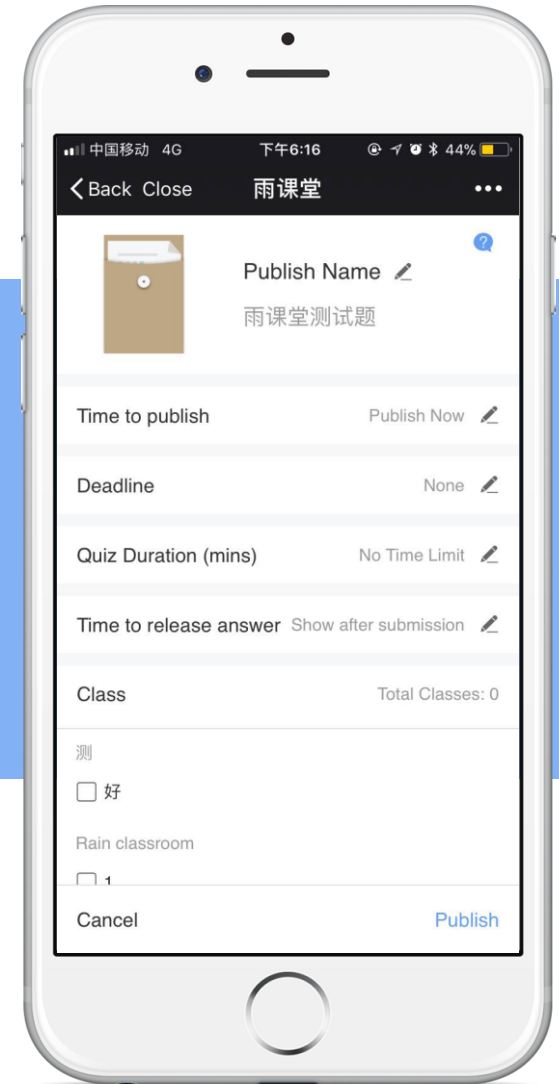 中国移动 4G 下午6:16 44%
Back Close 雨课堂
?
Publish Name
雨课堂测试题
Time to publish Publish Now
Deadline None
Quiz Duration (mins) No Time Limit
Time to release answer Show after submission
Class Total Classes: 0
测
好
Rain classroom
1
Cancel Publish